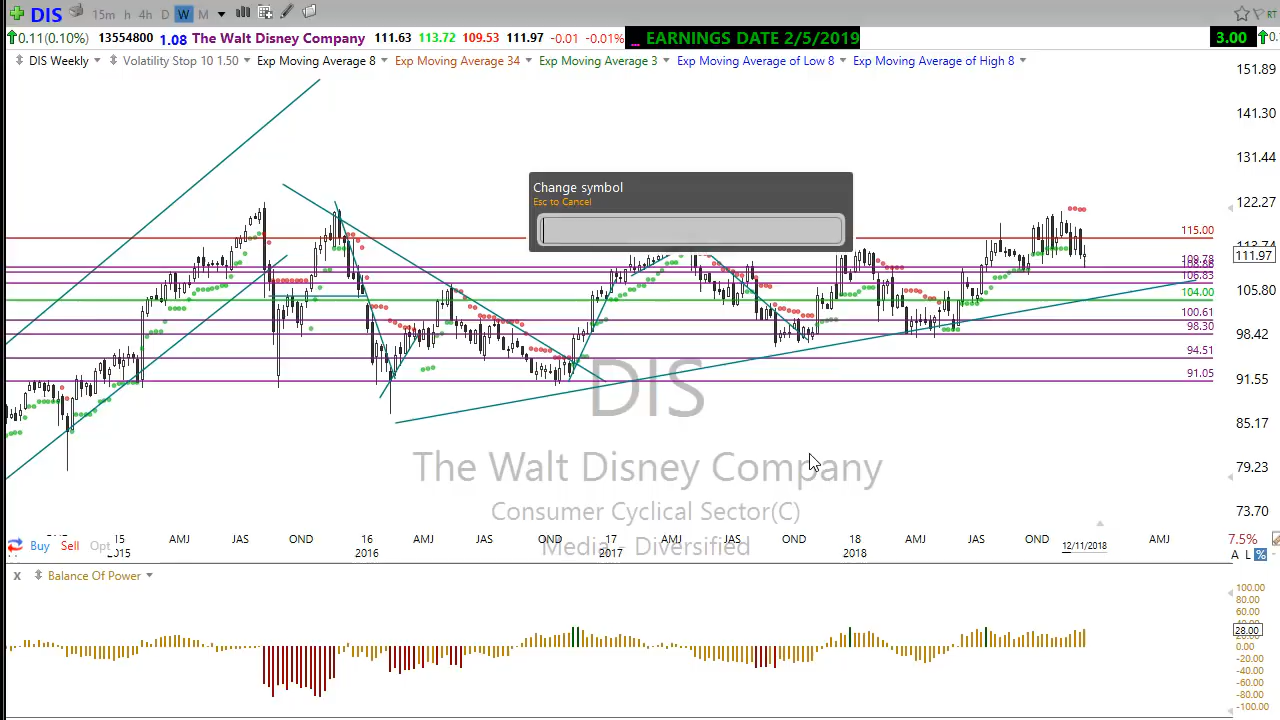 DIS 15m h 4h D W M RT
0.11(0.10%) 13554800 1.08 The Walt Disney Company 111.63 113.72 109.53 111.97 -0.01 -0.01% ... EARNINGS DATE 2/5/2019 3.00
DIS Weekly Volatility Stop 10 1.50 Exp Moving Average 8 Exp Moving Average 34 Exp Moving Average 3 Exp Moving Average of Low 8 Exp Moving Average of High 8
151.89
141.30
131.44
Change symbol
Esc to Cancel
122.27
115.00
111.97
106.83
105.80
104.00
100.61
98.30
98.42
94.51
91.55
91.05
DIS
85.17
The Walt Disney Company
79.23
Consumer Cyclical Sector(C)
73.70
15 AMJ JAS OND 16 AMJ JAS OND 17 AMJ JAS OND 18 AMJ JAS OND AMJ
Buy Sell Opt 2015 2016 2017 2018 12/11/2018 7.5%
Media - Diversified
A L %
X Balance Of Power
100.00
80.00
60.00
28.00
0.00
-20.00
-40.00
-60.00
-80.00
-100.00